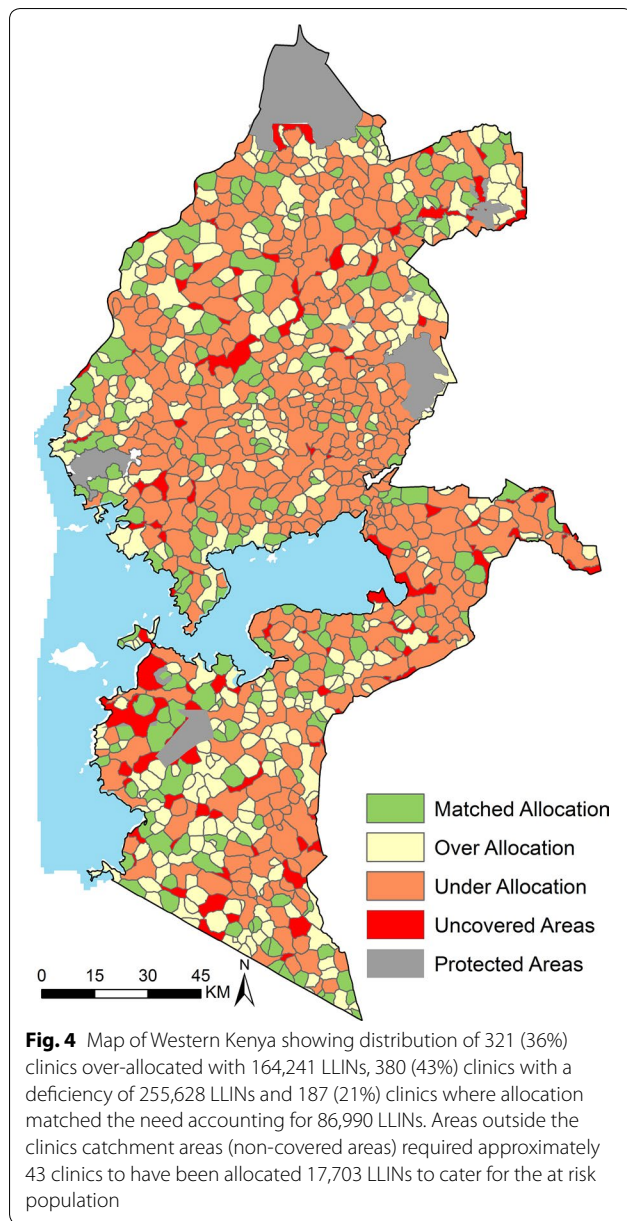 Matched Allocation
Over Allocation
Under Allocation
Uncovered Areas
Protected Areas
0 15 30 45
KM
N
Fig. 4 Map of Western Kenya showing distribution of 321 (36%)
clinics over-allocated with 164,241 LLINs, 380 (43%) clinics with a
deficiency of 255,628 LLINs and 187 (21%) clinics where allocation
matched the need accounting for 86,990 LLINs. Areas outside the
clinics catchment areas (non-covered areas) required approximately
43 clinics to have been allocated 17,703 LLINs to cater for the at risk
population